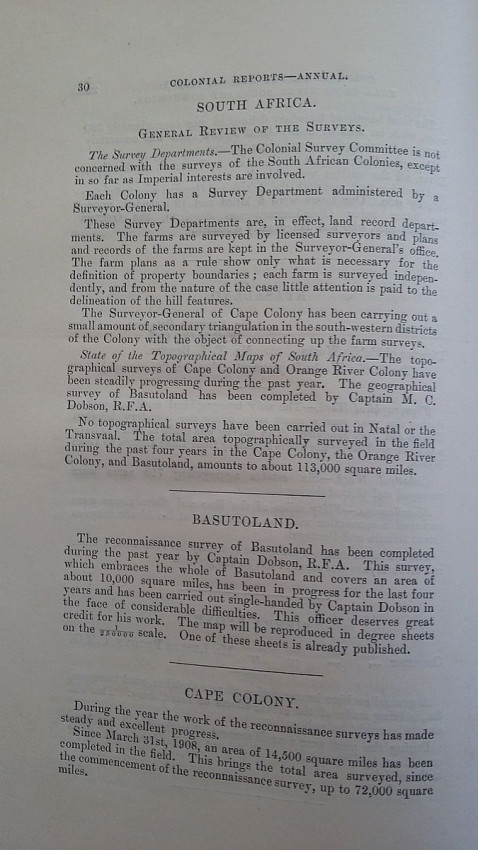 30
COLONIAL REPORTS—ANNUAL.
SOUTH AFRICA.
GENERAL REVIEW OF THE SURVEYS.
The Survey Departments.—The Colonial Survey Committee is not
concerned with the surveys of the South African Colonies, except
in so far as Imperial interests are involved.
Each Colony has a Survey Department administered by a
Surveyor-General.
These Survey Departments are, in effect, land record depart-
ments. The farms are surveyed by licensed surveyors and plans
and records of the farms are kept in the Surveyor-General's office.
The farm plans as a rule show only what is necessary for the
definition of property boundaries ; each farm is surveyed indepen-
dently, and from the nature of the case little attention is paid to the
delineation of the hill features.
The Surveyor-General of Cape Colony has been carrying out a
small amount of secondary triangulation in the south-western districts
of the Colony with the object of connecting up the farm surveys.
State of the Topographical Maps of South Africa.—The topo-
graphical surveys of Cape Colony and Orange River Colony have
been steadily progressing during the past year. The geographical
survey of Basutoland has been completed by Captain M. C.
Dobson, R.F.A.
No topographical surveys have been carried out in Natal or the
Transvaal. The total area topographically surveyed in the field
during the past four years in the Cape Colony, the Orange River
Colony, and Basutoland, amounts to about 113,000 square miles.
BASUTOLAND.
The reconnaissance survey of Basutoland has been completed
during the past year by Captain Dobson, R.F.A. This survey,
which embraces the whole of Basutoland and covers an area of
about 10,000 square miles, has been in progress for the last four
years and has been carried out single-handed by Captain Dobson in
the face of considerable difficulties. This officer deserves great
credit for his work. The map will be reproduced in degree sheets
on the 1/250000 scale. One of these sheets is already published.
CAPE COLONY.
During the year the work of the reconnaissance surveys has made
steady and excellent progress.
Since March 31st, 1908, an area of 14,500 square miles has been
completed in the field. This brings the total area surveyed, since
the commencement of the reconnaissance survey, up to 72,000 square
miles.